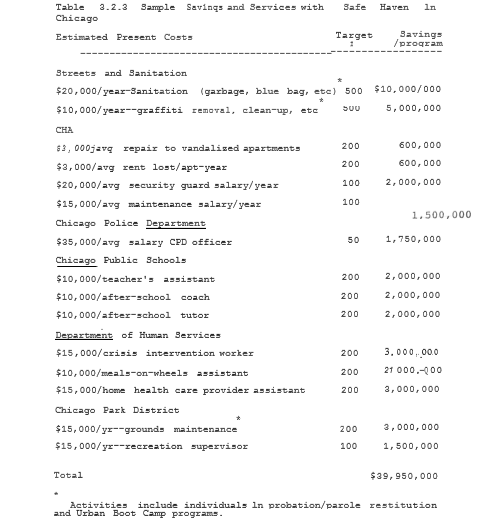 Table 3.2.3 Sample Savings and Services with Safe Haven ln
Chicago
Estimated Present Costs Target Savings
: /program
Streets and Sanitation
*
$20,000/year-Sanitation (garbage, blue bag, etc) 500 $10,000/000
*
$10,000/year--graffiti removal, clean-up, etc 500 5,000,000
CHA
$3,000javq repair to vandalized apartments 200 600,000
$3,000/avg rent lost/apt-year 200 600,000
$20,000/avg security guard salary/year 100 2,000,000
$15,000/avg maintenance salary/year 100
1,500,000
Chicago Police Department
$35,000/avg salary CPD officer 50 1,750,000
Chicago Public Schools
$10,000/teacher's assistant 200 2,000,000
$10,000/after-school coach 200 2,000,000
$10,000/after-school tutor 200 2,000,000
Department of Human Services
$15,000/crisis intervention worker 200 3.000,.000
$10,000/meals-on-wheels assistant 200 21000.-000
$15,000/home health care provider assistant 200 3,000,000
Chicago Park District
*
$15,000/yr--grounds maintenance 200 3,000,000
$15,000/yr--recreation supervisor 100 1,500,000
Total $39,950,000
*
Activities include individuals ln probation/parole restitution
and Urban Boot Camp programs.